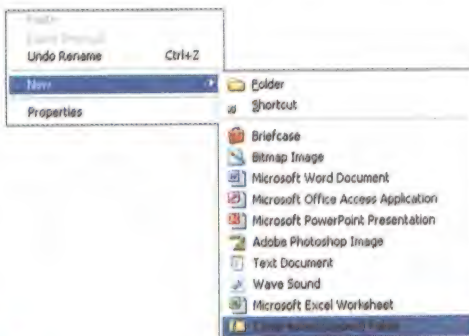 Paste
Undo Rename Ctrl+Z
New
Properties
Folder
Shortcut
Briefcase
Bitmap Image
Microsoft Word Document
Microsoft Office Access Application
Microsoft PowerPoint Presentation
Adobe Photoshop Image
Text Document
Wave Sound
Microsoft Excel Worksheet